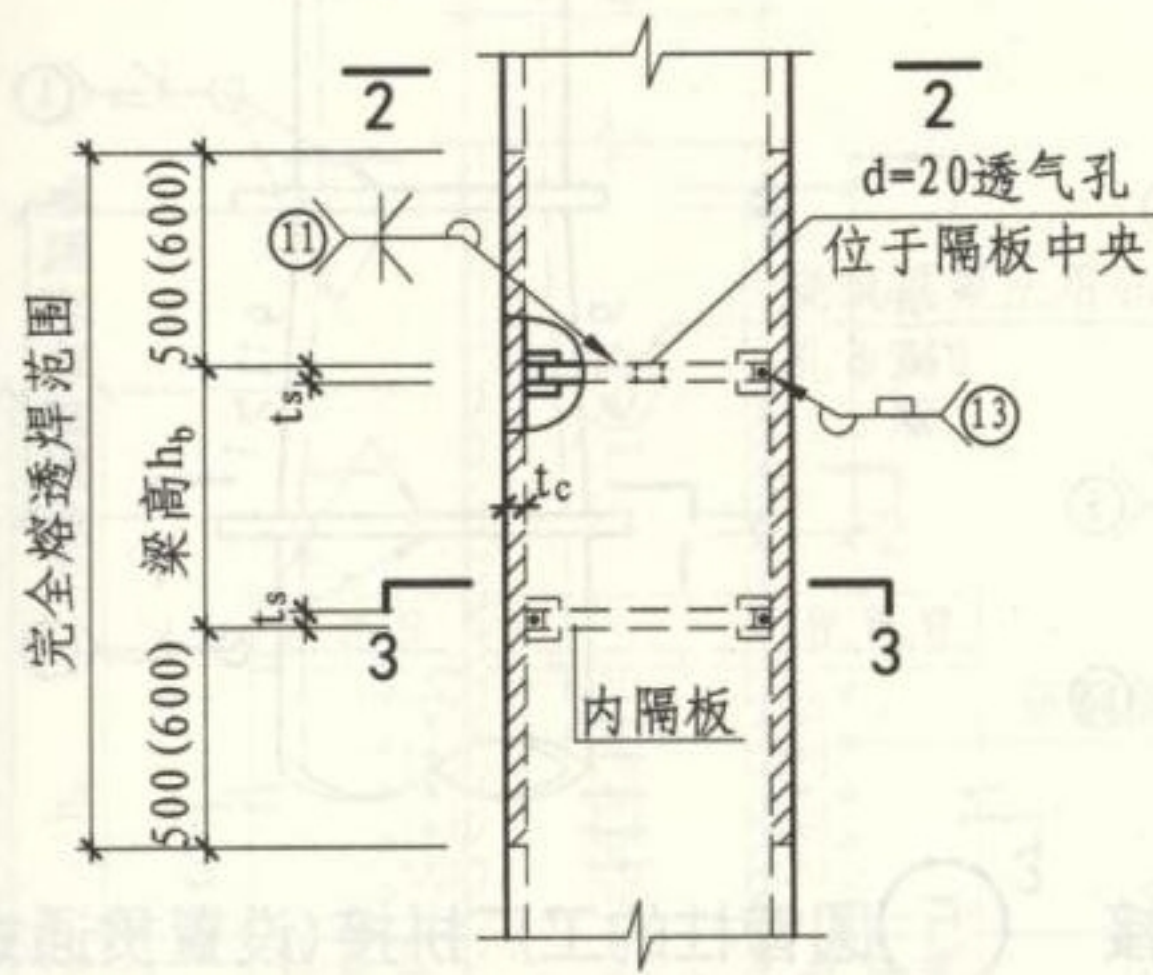 2
2
d=20透气孔
位于隔板中央
500(600)
⑪
完全熔透焊范围
ts
⑬
梁高hb
tc
ts
3
3
内隔板
500(600)